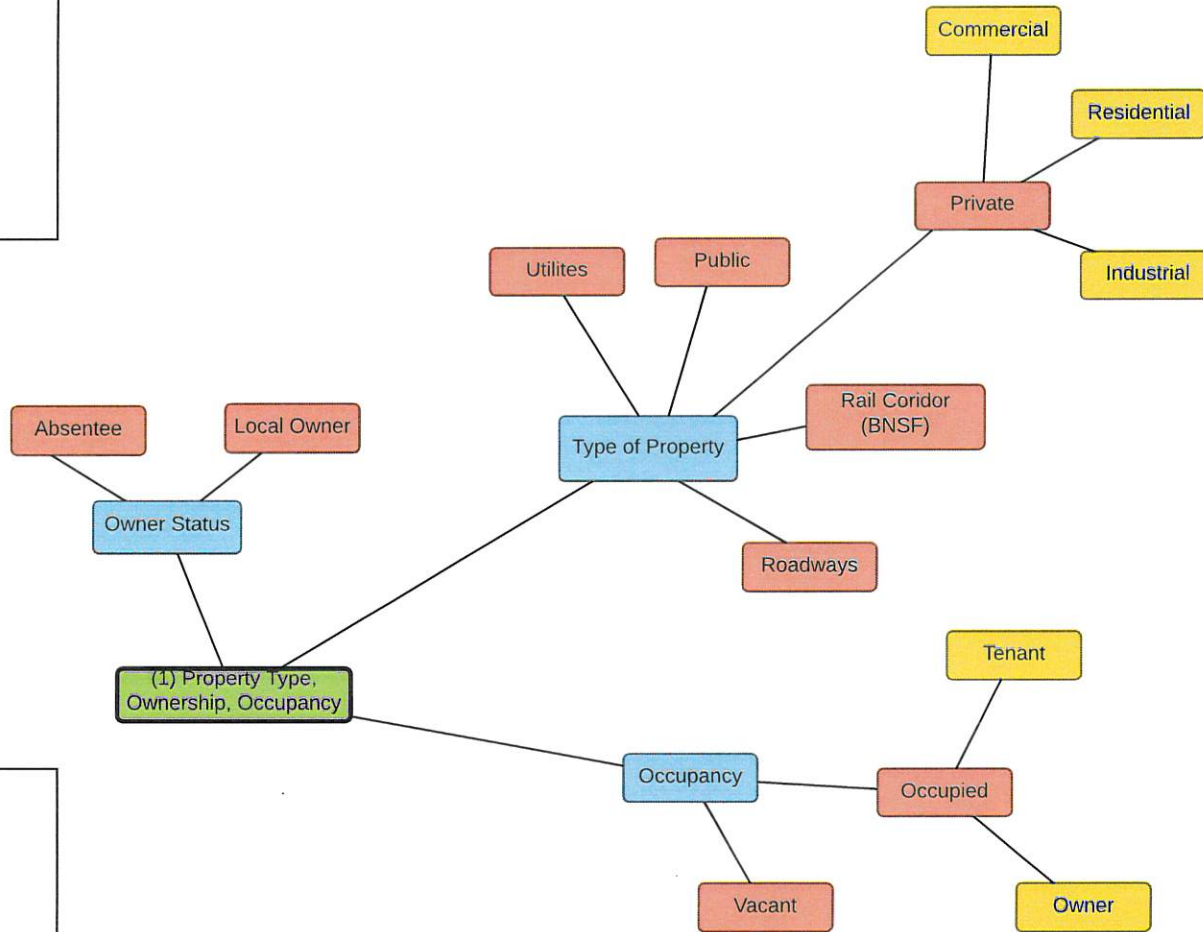 Commercial
Residential
Private
Industrial
Utilites
Public
Rail Coridor
(BNSF)
Absentee
Local Owner
Type of Property
Owner Status
Roadways
(1) Property Type,
Ownership, Occupancy
Tenant
Occupancy
Occupied
Vacant
Owner